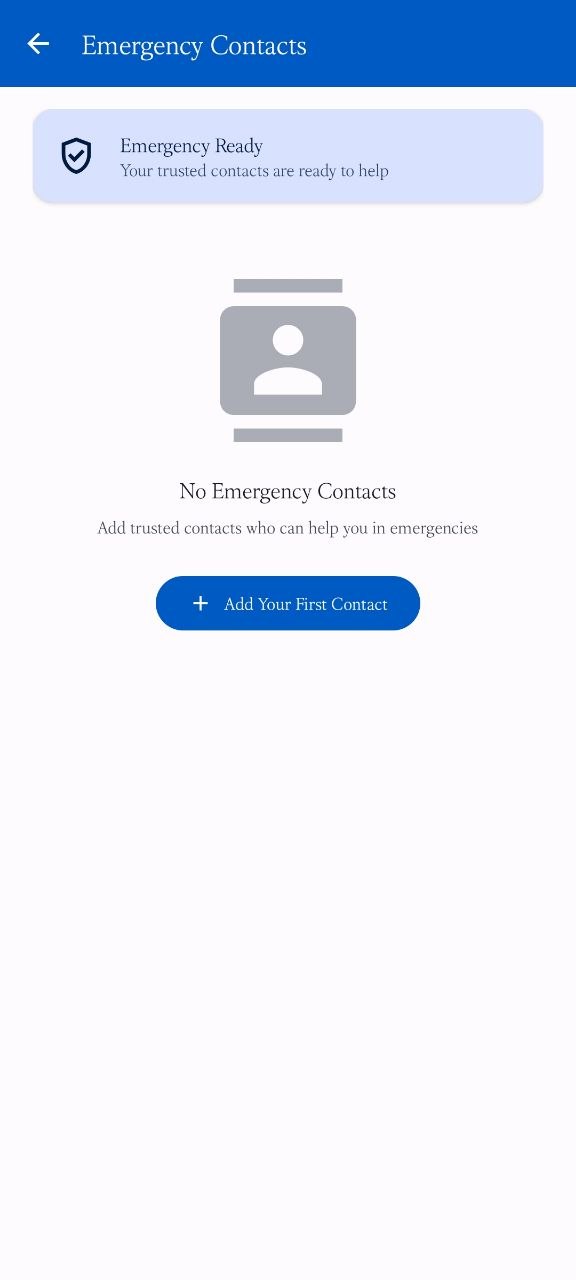 Emergency Contacts
Emergency Ready
Your trusted contacts are ready to help
No Emergency Contacts
Add trusted contacts who can help you in emergencies
Add Your First Contact